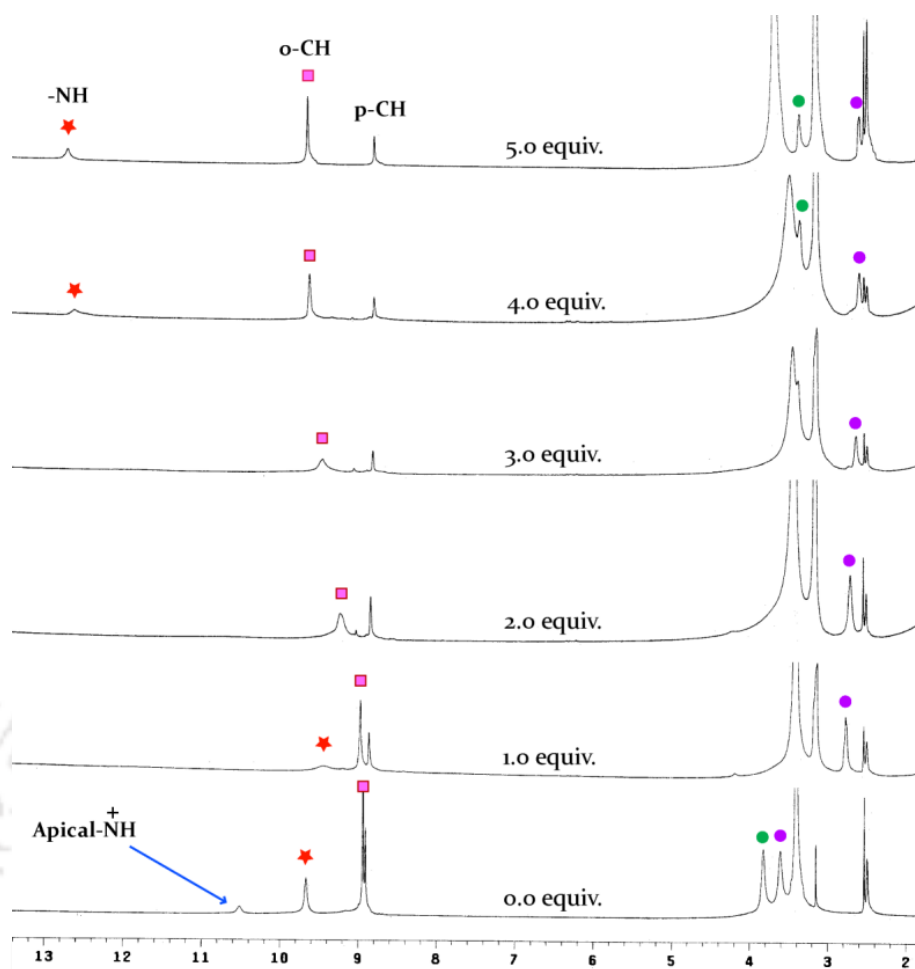 o-CH
-NH
p-CH
5.0 equiv.
4.0 equiv.
3.0 equiv.
2.0 equiv.
1.0 equiv.
+
Apical-NH
0.0 equiv.
13 12 11 10 9 8 7 6 5 4 3 2